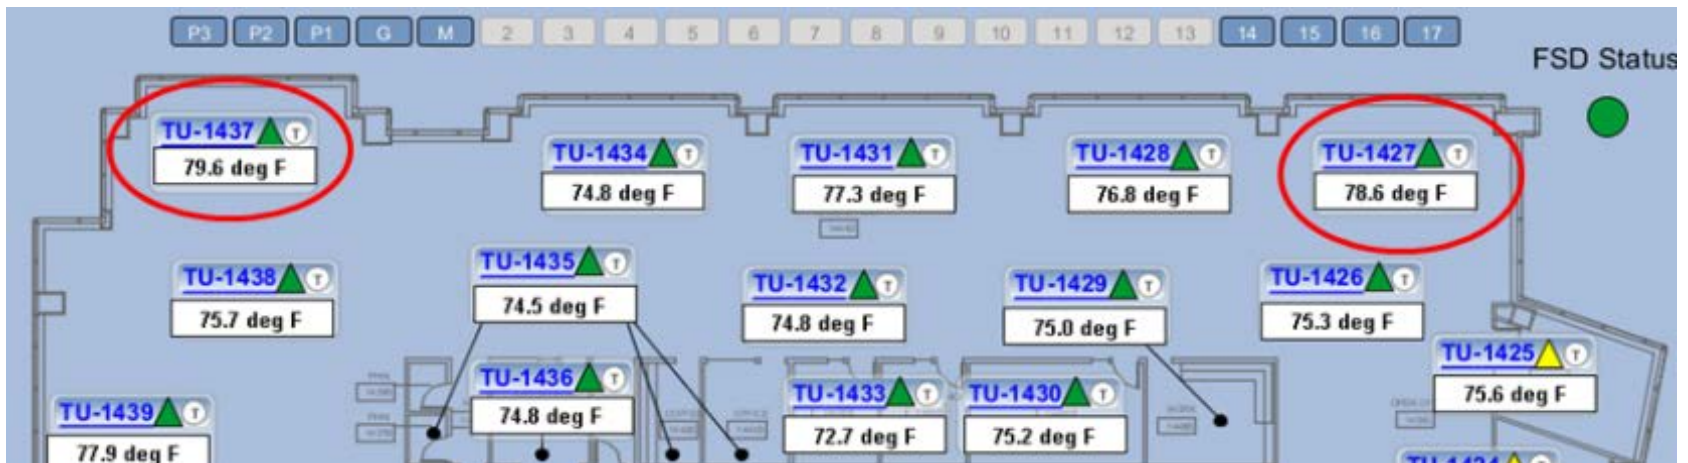 P3 P2 P1 G M 2 3 4 5 6 7 8 9 10 11 12 13 14 15 16 17
FSD Status
TU-1437 T
79.6 deg F
TU-1434 T
74.8 deg F
TU-1431 T
77.3 deg F
TU-1428 T
76.8 deg F
TU-1427 T
78.6 deg F
TU-1438 T
75.7 deg F
TU-1435 T
74.5 deg F
TU-1432 T
74.8 deg F
TU-1429 T
75.0 deg F
TU-1426 T
75.3 deg F
TU-1425 T
75.6 deg F
TU-1439 T
77.9 deg F
TU-1436 T
74.8 deg F
TU-1433 T
72.7 deg F
TU-1430 T
75.2 deg F
TU-1424 T